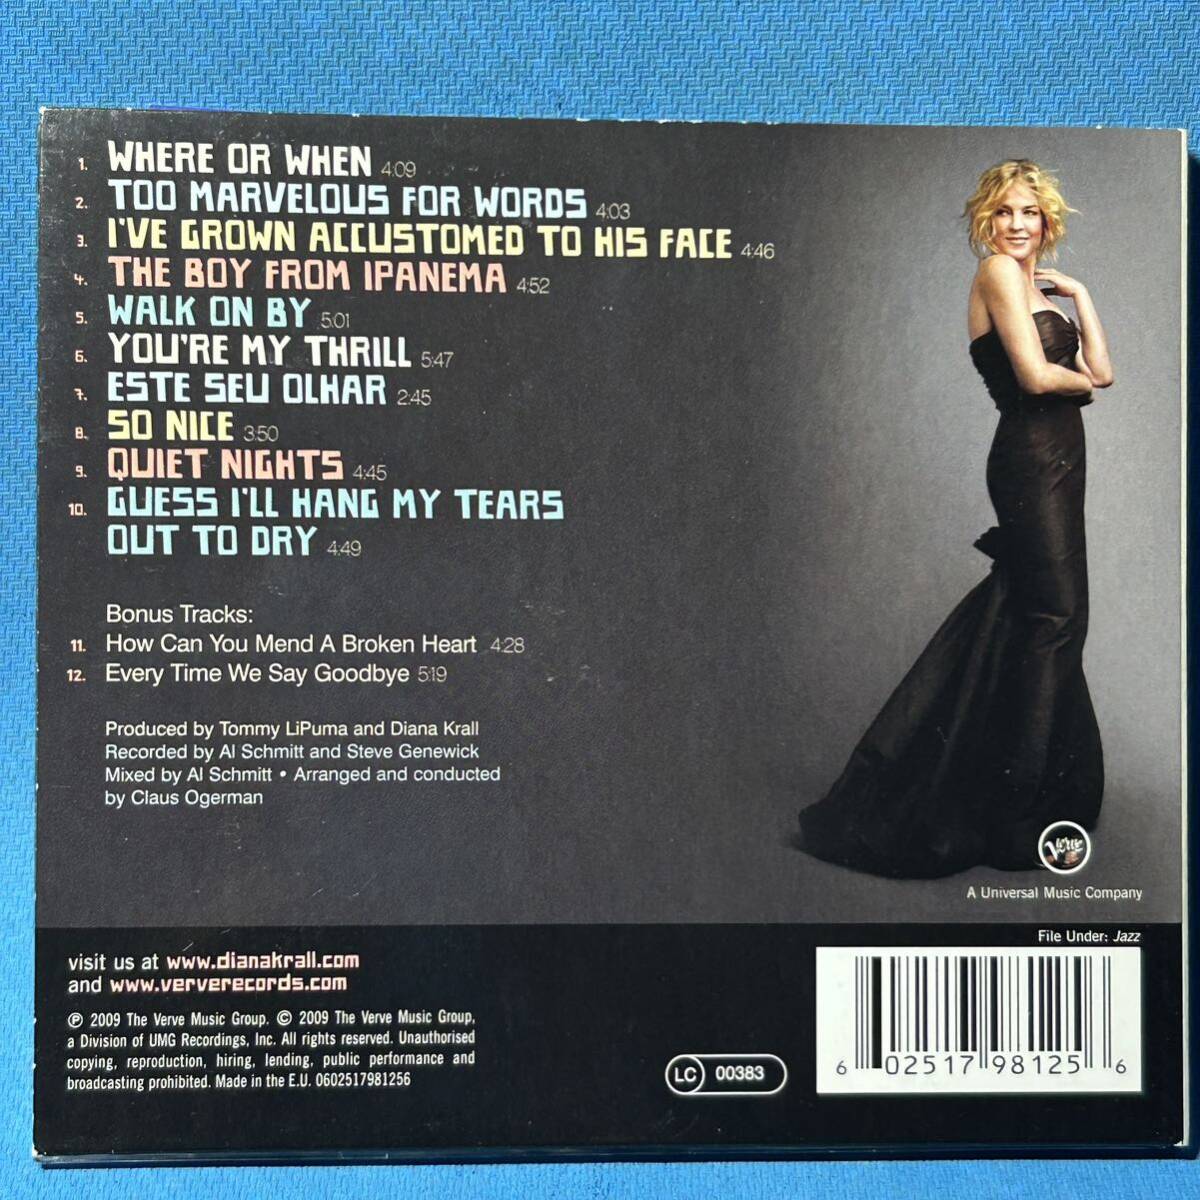 1. WHERE OR WHEN 4:09
2. TOO MARVELOUS FOR WORDS 4:03
3. I'VE GROWN ACCUSTOMED TO HIS FACE 4:46
4. THE BOY FROM IPANEMA 4:52
5. WALK ON BY 5:01
6. YOU'RE MY THRILL 5:47
7. ESTE SEU OLHAR 2:45
8. SO NICE 3:50
9. QUIET NIGHTS 4:45
10. GUESS I'LL HANG MY TEARS
OUT TO DRY 4:49
Bonus Tracks:
11. How Can You Mend A Broken Heart 4:28
12. Every Time We Say Goodbye 5:19
Produced by Tommy LiPuma and Diana Krall
Recorded by Al Schmitt and Steve Genewick
Mixed by Al Schmitt • Arranged and conducted
by Claus Ogerman
Verve
A Universal Music Company
File Under: Jazz
visit us at www.dianakrall.com
and www.ververecords.com
℗ 2009 The Verve Music Group. © 2009 The Verve Music Group,
a Division of UMG Recordings, Inc. All rights reserved. Unauthorised
copying, reproduction, hiring, lending, public performance and
broadcasting prohibited. Made in the E.U. 0602517981256
LC 00383
6 02517 98125 6